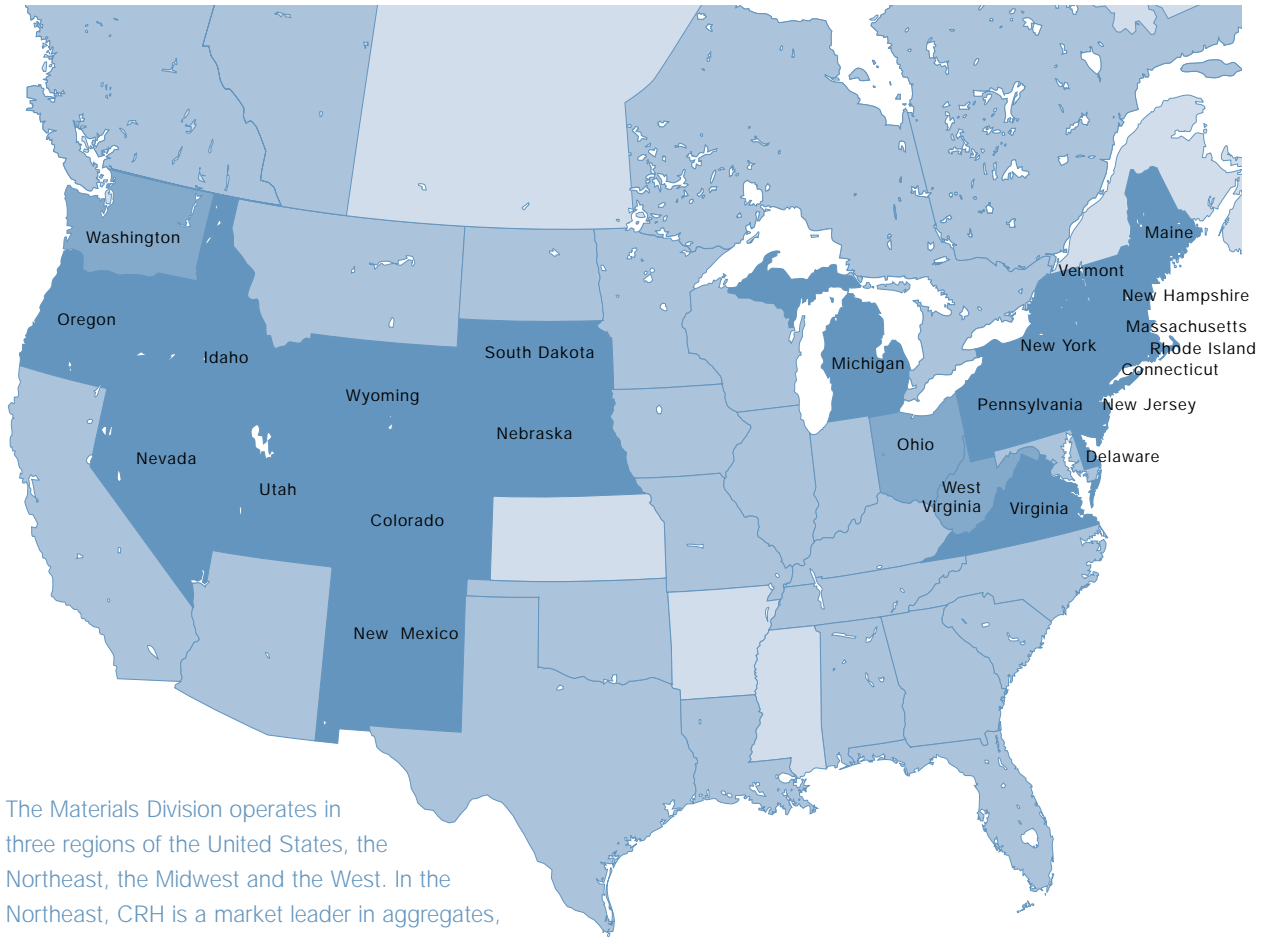 Washington
Maine
Vermont
New Hampshire
Oregon
Massachusetts
New York
Rhode Island
Idaho
South Dakota
Michigan
Connecticut
Wyoming
Pennsylvania
New Jersey
Nebraska
Ohio
Nevada
Delaware
Utah
West
Virginia
Virginia
Colorado
New Mexico
The Materials Division operates in
three regions of the United States, the
Northeast, the Midwest and the West. In the
Northeast, CRH is a market leader in aggregates,